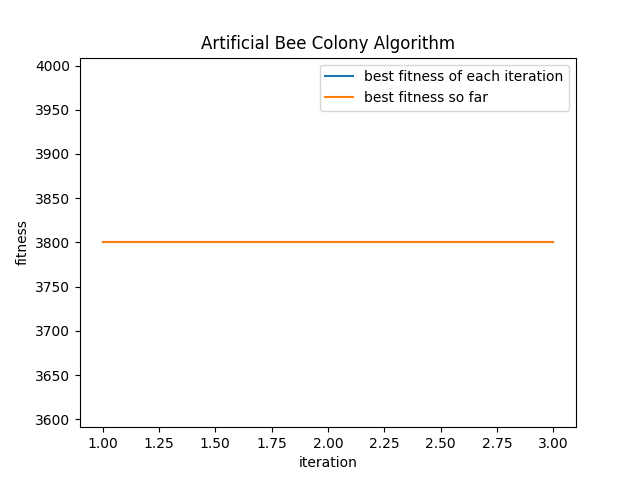 Artificial Bee Colony Algorithm
best fitness of each iteration
best fitness so far
4000
3950
3900
3850
3800
3750
3700
3650
3600
fitness
1.00 1.25 1.50 1.75 2.00 2.25 2.50 2.75 3.00
iteration